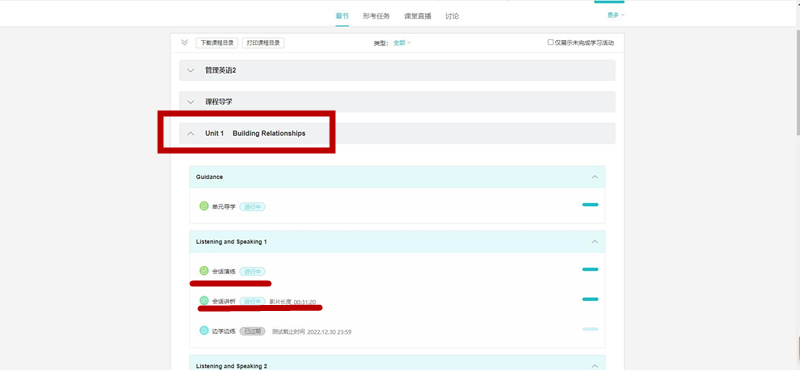 章节 形考任务 课堂直播 讨论 更多
下载课程目录 打印课程目录 类型: 全部 仅展示未完成学习活动
管理英语2
课程导学
Unit 1 Building Relationships
Guidance
单元导学 进行中
Listening and Speaking 1
会话演练 进行中
会话讲析 进行中 影片长度 00:31:20
边学边练 已过期 测试截止时间 2022.12.30 23:59
Listening and Speaking 2